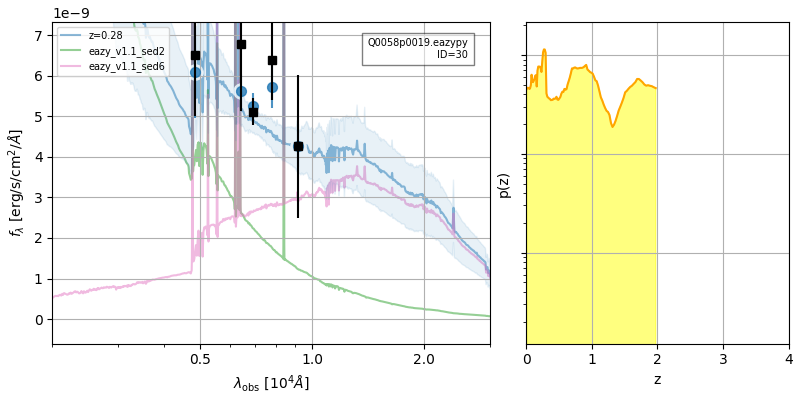 1e−9
z=0.28
eazy_v1.1_sed2
eazy_v1.1_sed6
Q0058p0019.eazypy
ID=30
7
6
5
4
3
2
1
0
f_λ [erg/s/cm²/Å]
0.5 1.0 2.0
λ_obs [10⁴Å]
p(z)
0 1 2 3 4
z